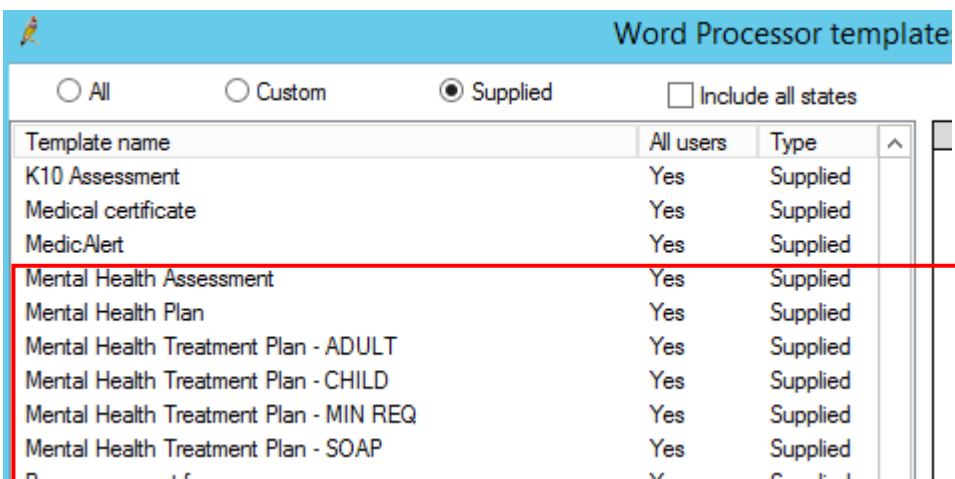 Word Processor template
All Custom Supplied Include all states
Template name All users Type
K10 Assessment Yes Supplied
Medical certificate Yes Supplied
MedicAlert Yes Supplied
Mental Health Assessment Yes Supplied
Mental Health Plan Yes Supplied
Mental Health Treatment Plan - ADULT Yes Supplied
Mental Health Treatment Plan - CHILD Yes Supplied
Mental Health Treatment Plan - MIN REQ Yes Supplied
Mental Health Treatment Plan - SOAP Yes Supplied